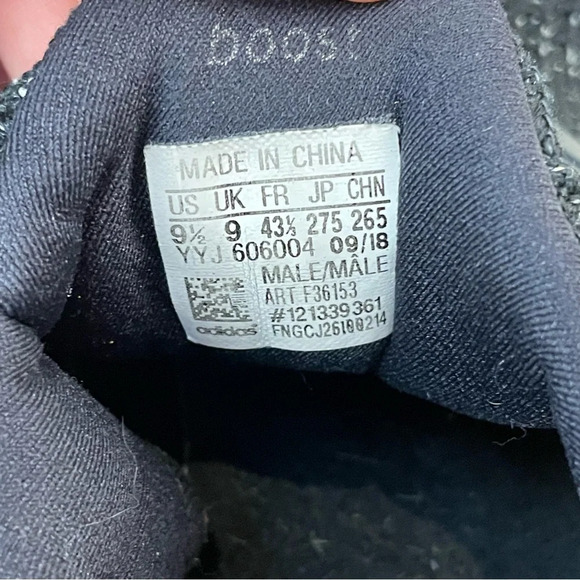 boost
MADE IN CHINA
US UK FR JP CHN
9½ 9 43⅓ 275 265
YYJ 606004 09/18
MALE/MÂLE
ART F36153
#121339361
adidas FNGCJ26100214